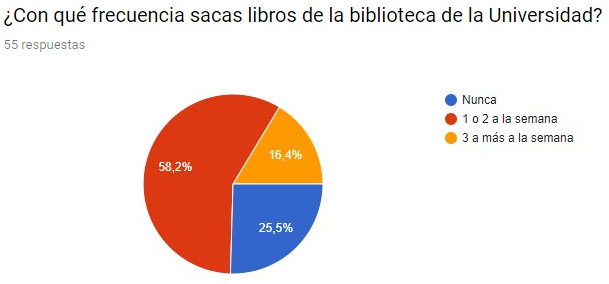 ¿Con qué frecuencia sacas libros de la biblioteca de la Universidad?
55 respuestas
Nunca
1 o 2 a la semana
3 a más a la semana
58,2%
16,4%
25,5%